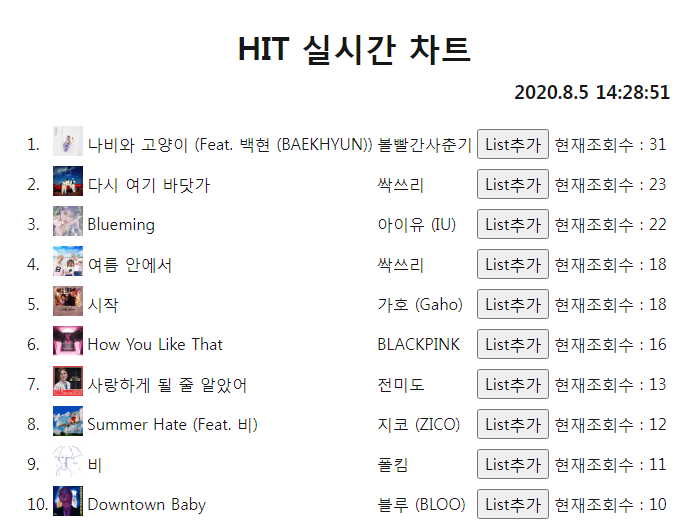 HIT 실시간 차트
2020.8.5 14:28:51
1. 나비와 고양이 (Feat. 백현 (BAEKHYUN)) 볼빨간사춘기 List추가 현재조회수 : 31
2. 다시 여기 바닷가 싹쓰리 List추가 현재조회수 : 23
3. Blueming 아이유 (IU) List추가 현재조회수 : 22
4. 여름 안에서 싹쓰리 List추가 현재조회수 : 18
5. 시작 가호 (Gaho) List추가 현재조회수 : 18
6. How You Like That BLACKPINK List추가 현재조회수 : 16
7. 사랑하게 될 줄 알았어 전미도 List추가 현재조회수 : 13
8. Summer Hate (Feat. 비) 지코 (ZICO) List추가 현재조회수 : 12
9. 비 폴킴 List추가 현재조회수 : 11
10. Downtown Baby 블루 (BLOO) List추가 현재조회수 : 10